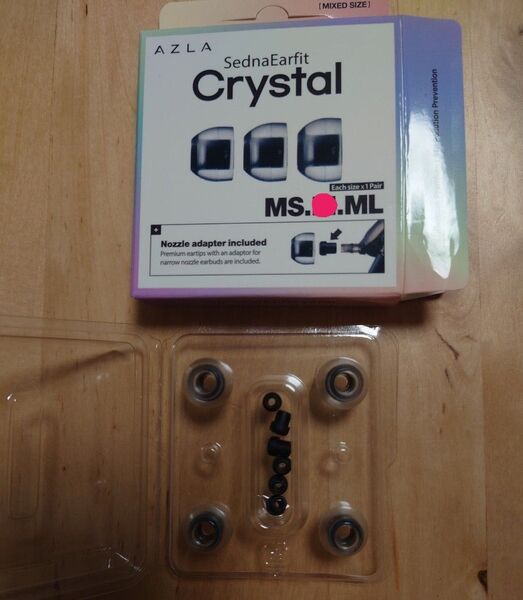 [MIXED SIZE]
AZLA
SednaEarfit
Crystal
Each size x 1 Pair
MS. .ML
Nozzle adapter included
Premium eartips with an adaptor for
narrow nozzle earbuds are included.
Prevention